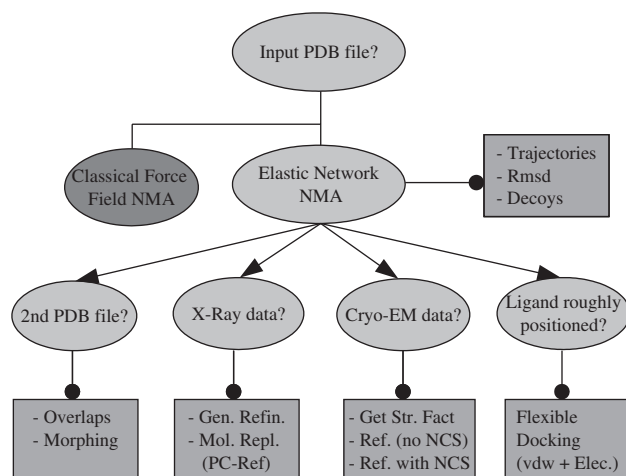 Input PDB file?
Classical Force
Field NMA
Elastic Network
NMA
- Trajectories
- Rmsd
- Decoys
2nd PDB file?
X-Ray data?
Cryo-EM data?
Ligand roughly
positioned?
- Overlaps
- Morphing
- Gen. Refin.
- Mol. Repl.
(PC-Ref)
- Get Str. Fact
- Ref. (no NCS)
- Ref. with NCS
Flexible
Docking
(vdw + Elec.)